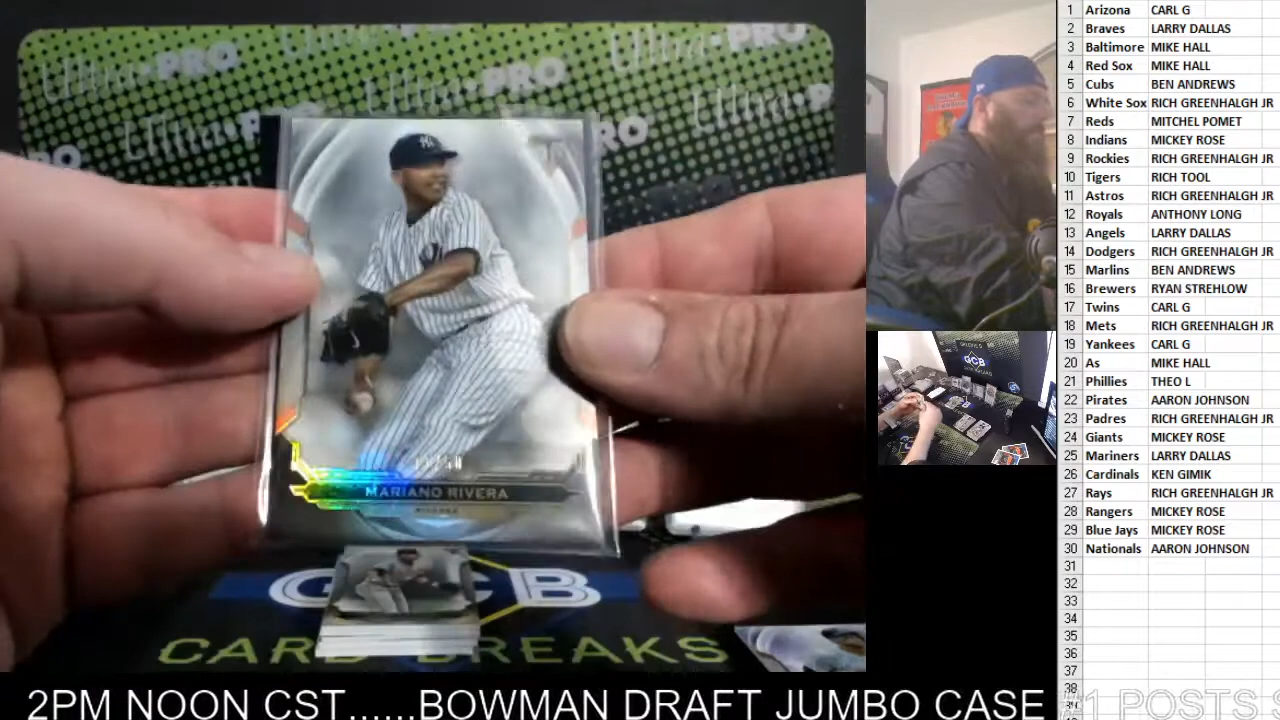 Ultra•PRO
Ultra•PRO
Ultra•PRO
MARIANO RIVERA
GCB
CARD BREAKS
GCB
1 Arizona CARL G
2 Braves LARRY DALLAS
3 Baltimore MIKE HALL
4 Red Sox MIKE HALL
5 Cubs BEN ANDREWS
6 White Sox RICH GREENHALGH JR
7 Reds MITCHEL POMET
8 Indians MICKEY ROSE
9 Rockies RICH GREENHALGH JR
10 Tigers RICH TOOL
11 Astros RICH GREENHALGH JR
12 Royals ANTHONY LONG
13 Angels LARRY DALLAS
14 Dodgers RICH GREENHALGH JR
15 Marlins BEN ANDREWS
16 Brewers RYAN STREHLOW
17 Twins CARL G
18 Mets RICH GREENHALGH JR
19 Yankees CARL G
20 As MIKE HALL
21 Phillies THEO L
22 Pirates AARON JOHNSON
23 Padres RICH GREENHALGH JR
24 Giants MICKEY ROSE
25 Mariners LARRY DALLAS
26 Cardinals KEN GIMIK
27 Rays RICH GREENHALGH JR
28 Rangers MICKEY ROSE
29 Blue Jays MICKEY ROSE
30 Nationals AARON JOHNSON
31
32
33
34
35
36
37
38
2PM NOON CST......BOWMAN DRAFT JUMBO CASE
#1 POSTS S